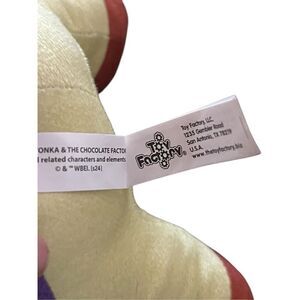 ONKA & THE CHOCOLATE FACTOR
related characters and elements
© & ™ WBEI. (s24)
Toy
Factory
Toy Factory, LLC.
1235 Gembler Road
San Antonio, TX 78219
U.S.A.
www.thetoyfactory.biz